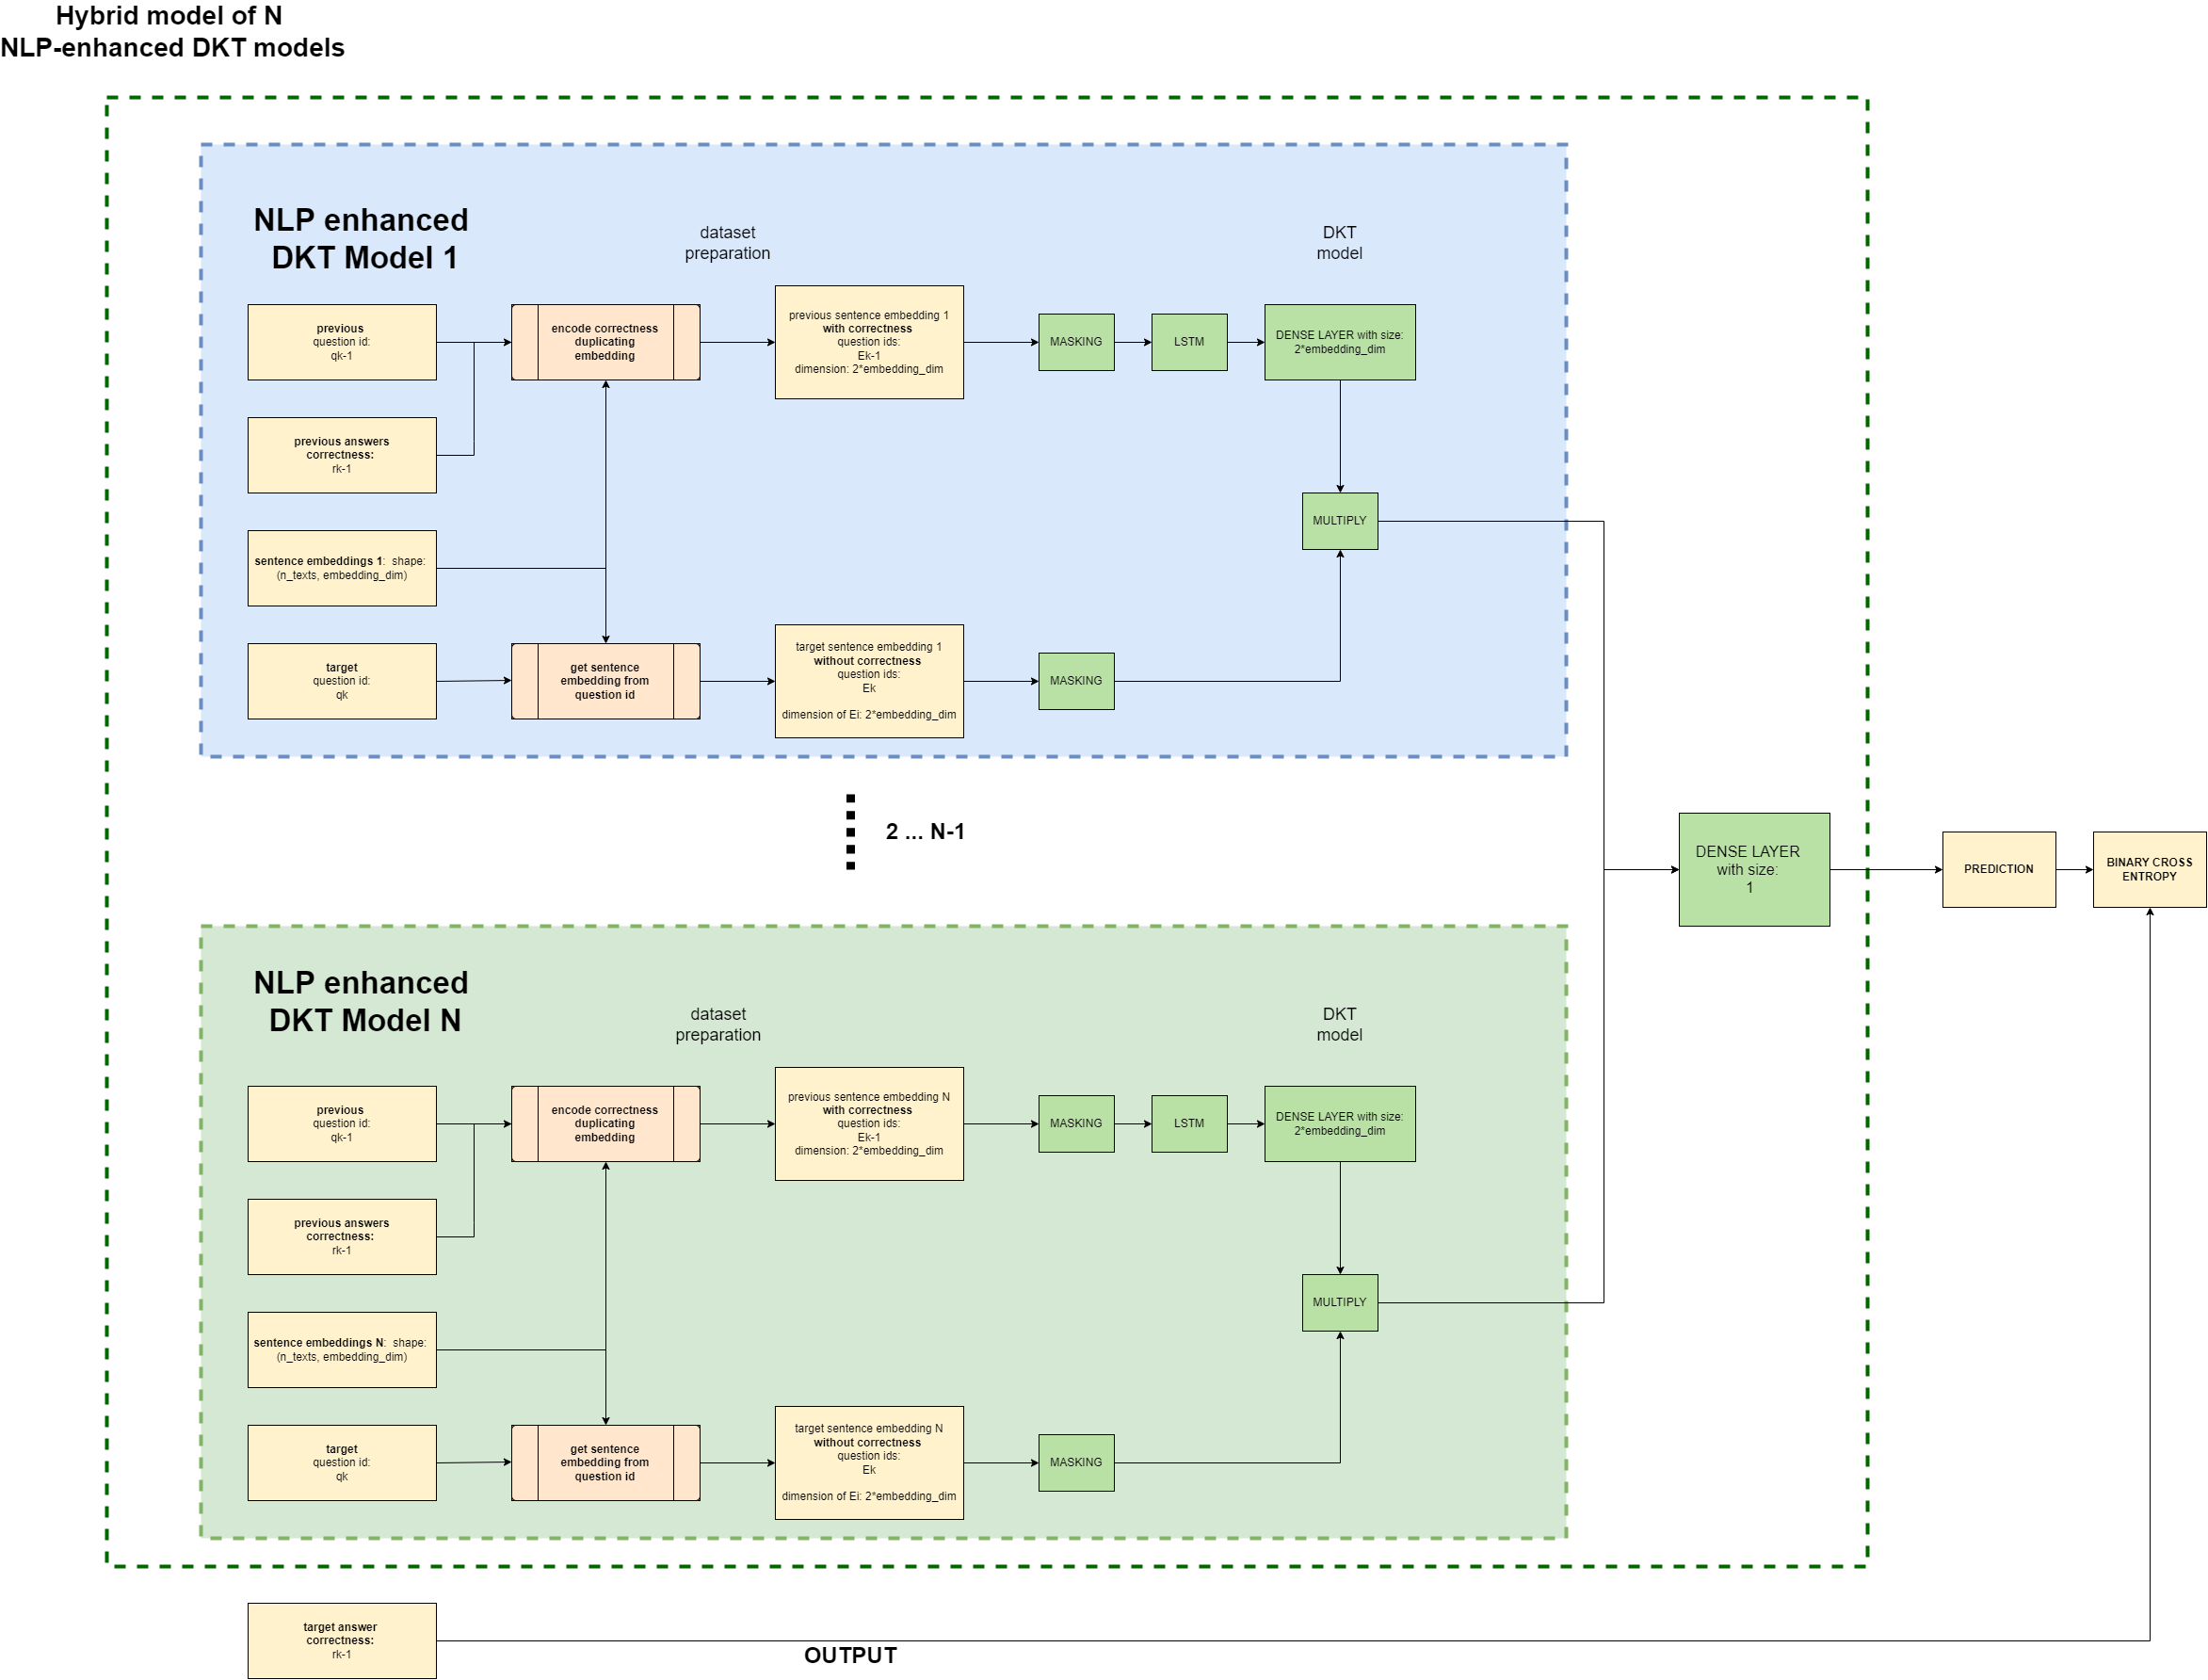 Hybrid model of N
NLP-enhanced DKT models
NLP enhanced
DKT Model 1
dataset
preparation
DKT
model
previous
question id:
qk-1
encode correctness
duplicating
embedding
previous sentence embedding 1
with correctness
question ids:
Ek-1
dimension: 2*embedding_dim
MASKING
LSTM
DENSE LAYER with size:
2*embedding_dim
previous answers
correctness:
rk-1
MULTIPLY
sentence embeddings 1:  shape:
(n_texts, embedding_dim)
target
question id:
qk
get sentence
embedding from
question id
target sentence embedding 1
without correctness
question ids:
Ek
dimension of Ei: 2*embedding_dim
MASKING
2 ... N-1
DENSE LAYER
with size:
1
PREDICTION
BINARY CROSS
ENTROPY
NLP enhanced
DKT Model N
dataset
preparation
DKT
model
previous
question id:
qk-1
encode correctness
duplicating
embedding
previous sentence embedding N
with correctness
question ids:
Ek-1
dimension: 2*embedding_dim
MASKING
LSTM
DENSE LAYER with size:
2*embedding_dim
previous answers
correctness:
rk-1
MULTIPLY
sentence embeddings N:  shape:
(n_texts, embedding_dim)
target
question id:
qk
get sentence
embedding from
question id
target sentence embedding N
without correctness
question ids:
Ek
dimension of Ei: 2*embedding_dim
MASKING
target answer
correctness:
rk-1
OUTPUT